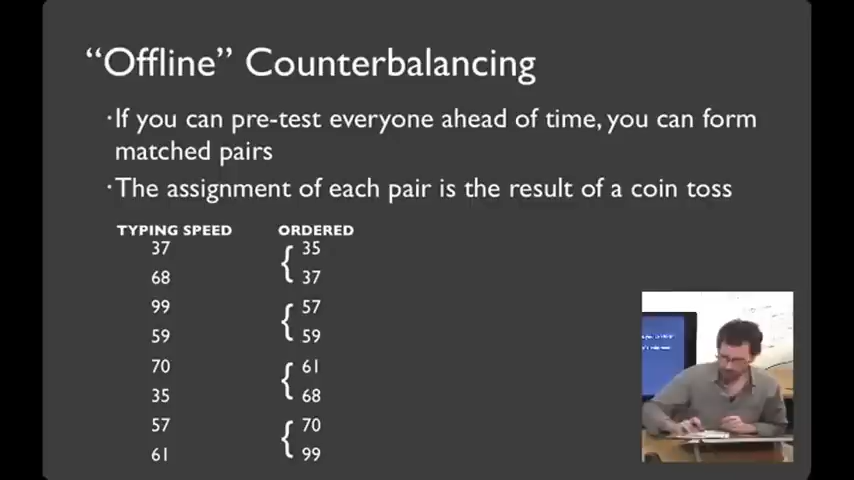 “Offline” Counterbalancing
·If you can pre-test everyone ahead of time, you can form
matched pairs
·The assignment of each pair is the result of a coin toss
TYPING SPEED ORDERED
37 { 35
68 37
99 { 57
59 59
70 { 61
35 68
57 { 70
61 99